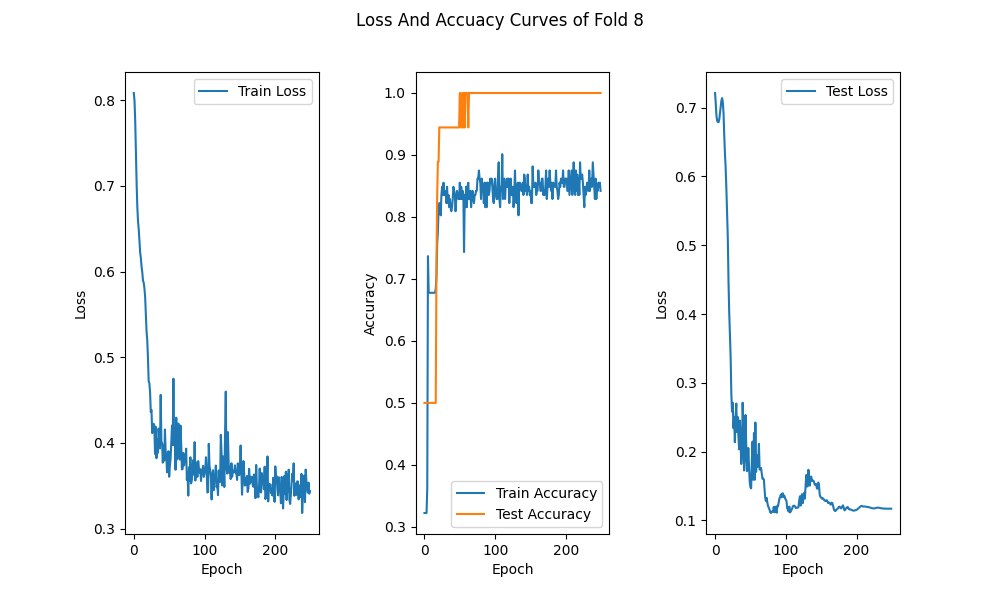 Loss And Accuacy Curves of Fold 8
Train Loss
0.8
0.7
0.6
0.5
0.4
0.3
Loss
0
100
200
Epoch
1.0
0.9
0.8
0.7
0.6
0.5
0.4
0.3
Accuracy
Train Accuracy
Test Accuracy
0
100
200
Epoch
Test Loss
0.7
0.6
0.5
0.4
0.3
0.2
0.1
Loss
0
100
200
Epoch